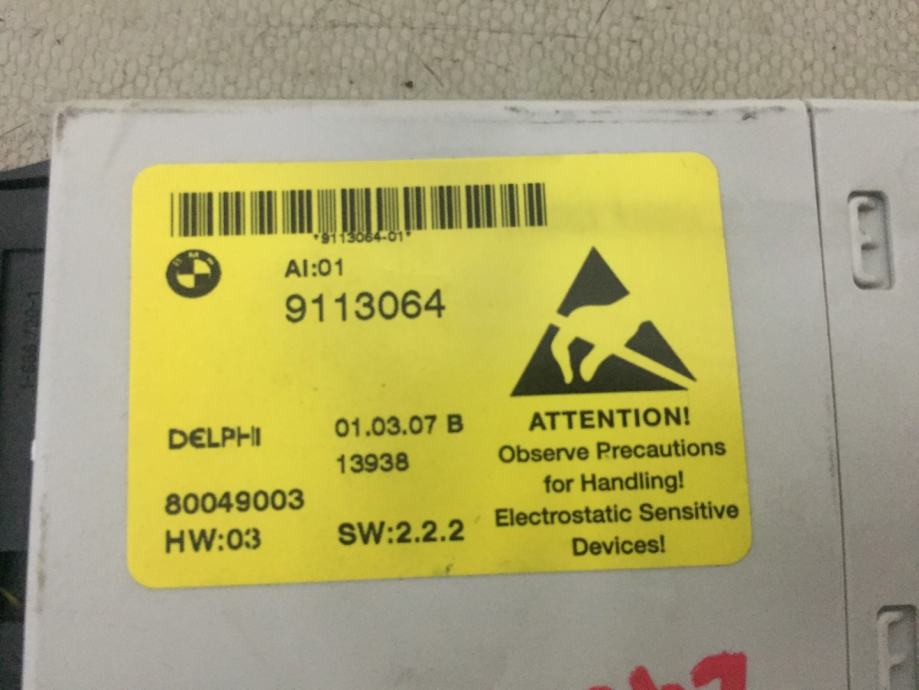 *9113064-01*
AI:01
9113064
DELPHI
01.03.07 B
13938
80049003
HW:03
SW:2.2.2
ATTENTION!
Observe Precautions
for Handling!
Electrostatic Sensitive
Devices!